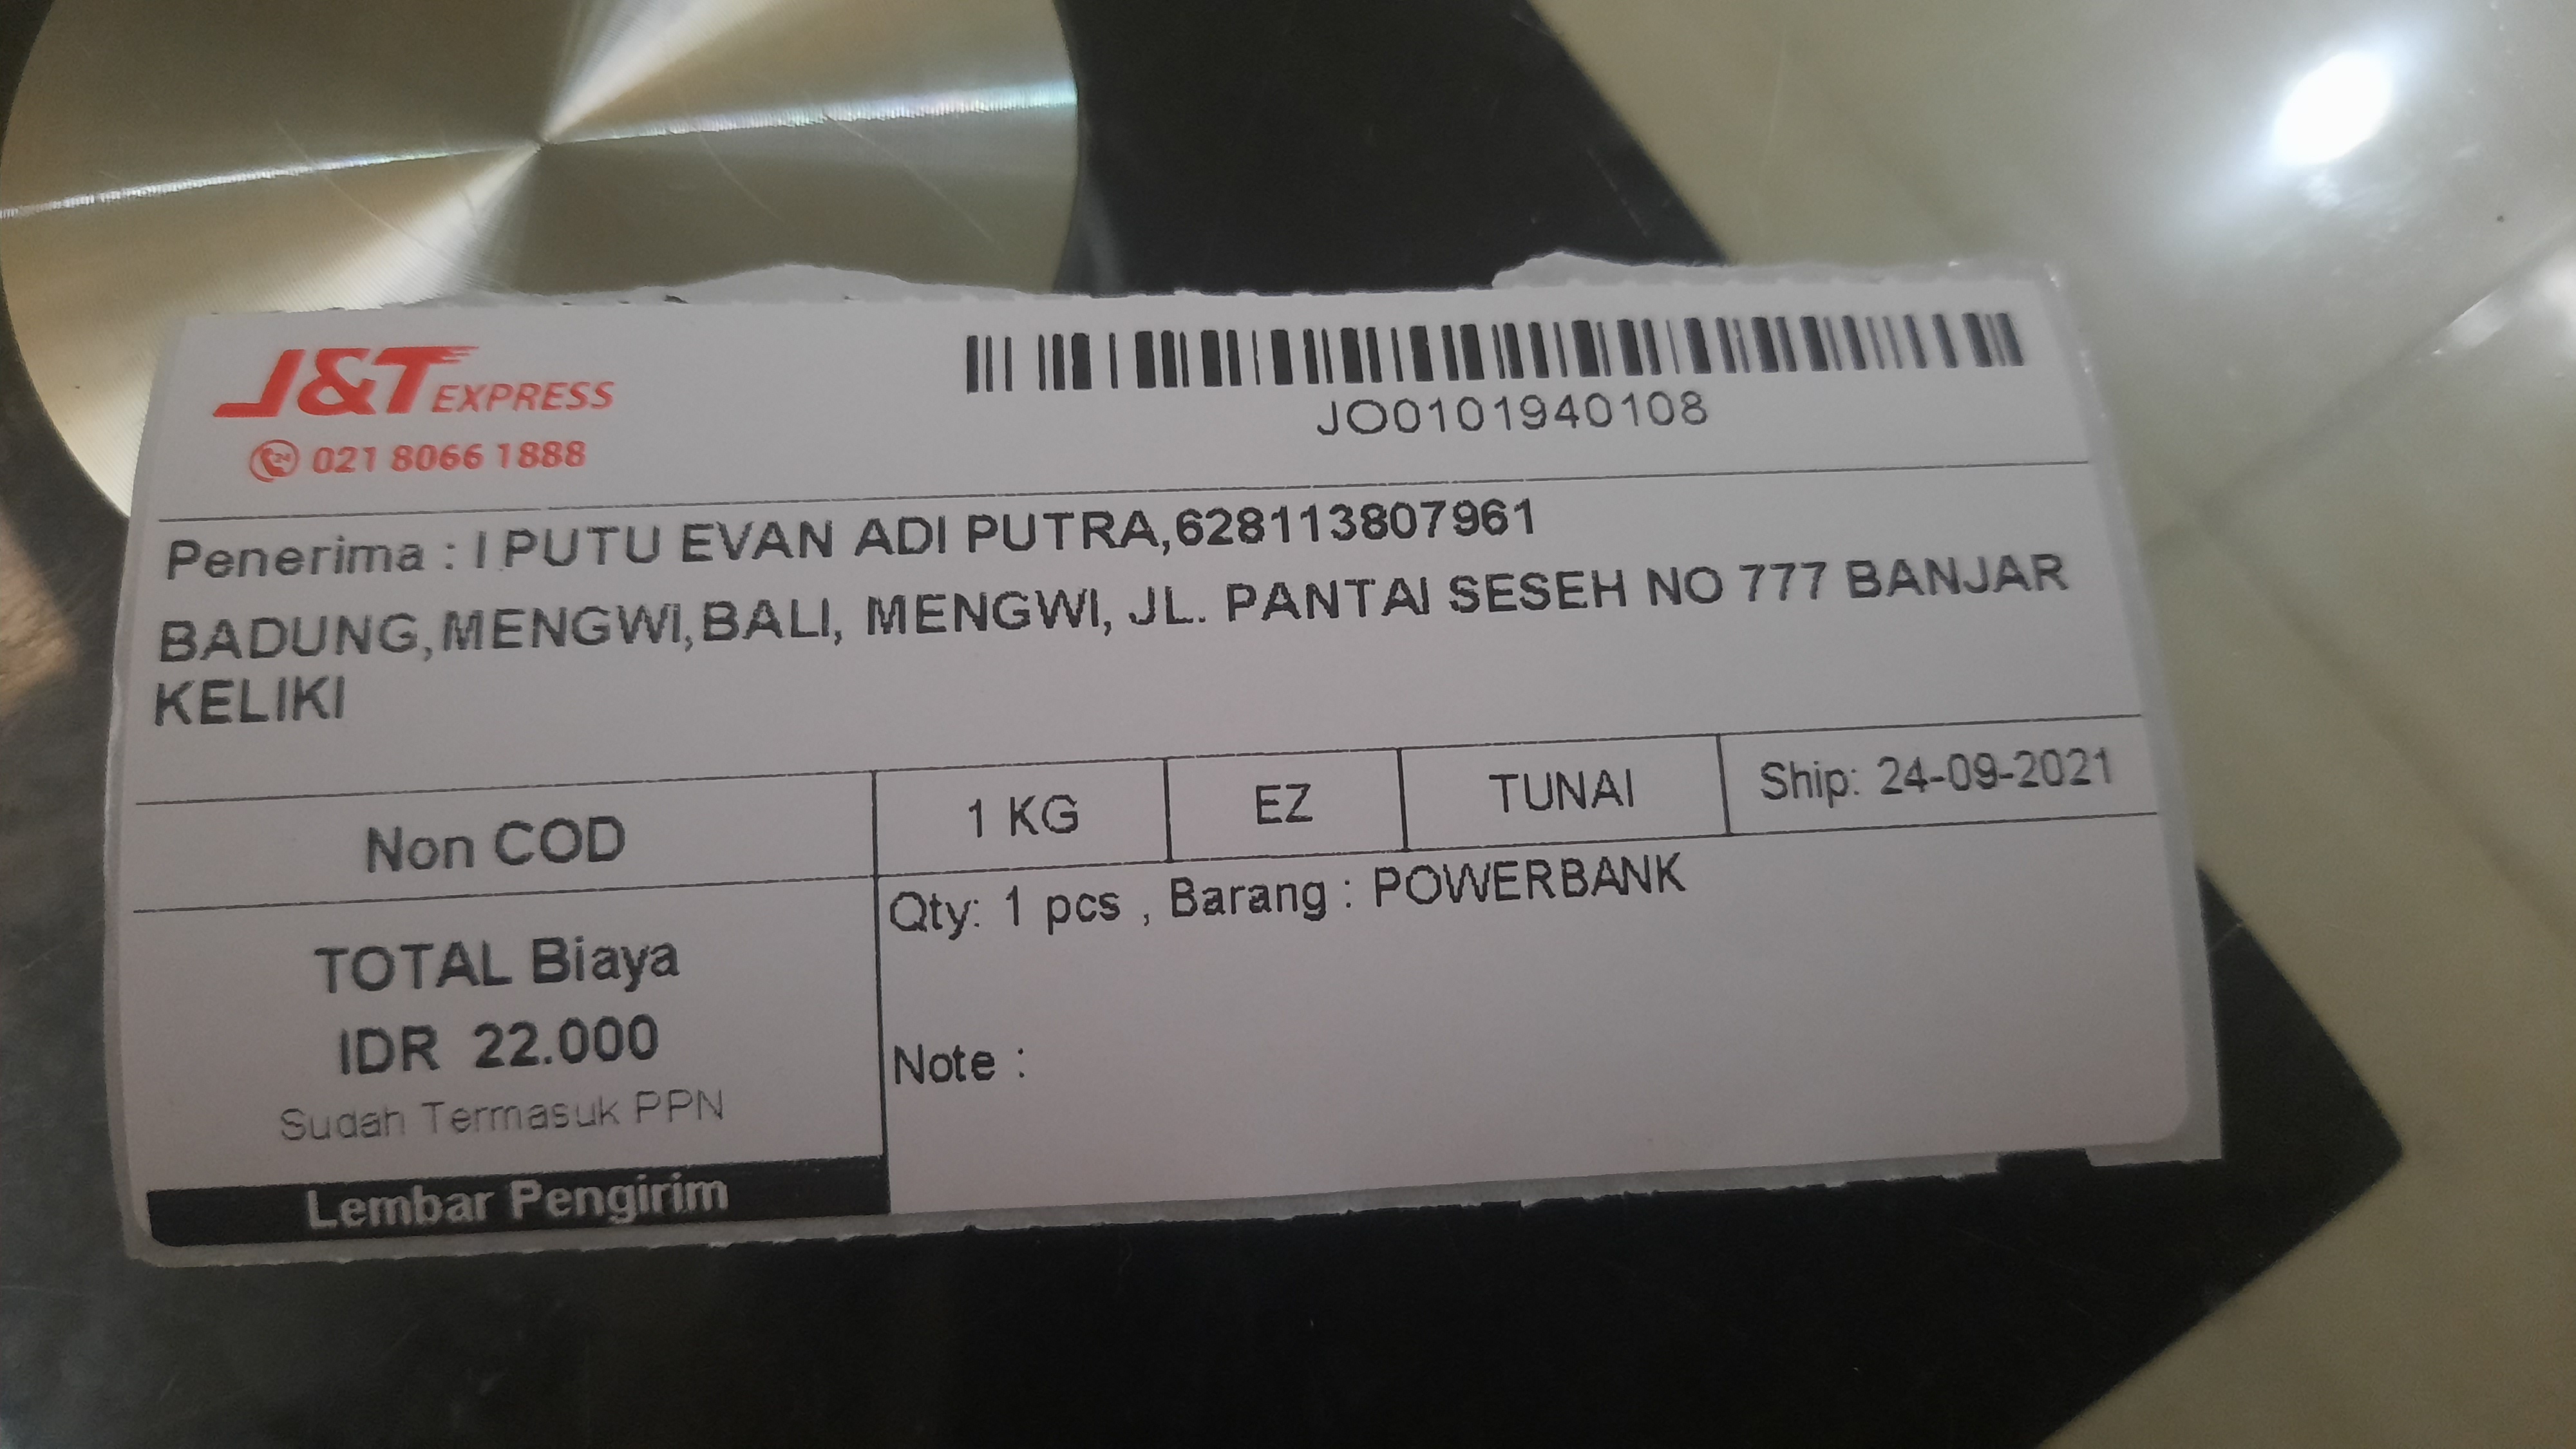 J&T EXPRESS
021 8066 1888
JO0101940108
Penerima : I PUTU EVAN ADI PUTRA,6281138079​61
BADUNG,MENGWI,BALI, MENGWI, JL. PANTAI SESEH NO 777 BANJAR
KELIKI
Non COD
1 KG
EZ
TUNAI
Ship: 24-09-2021
TOTAL Biaya
IDR 22.000
Sudah Termasuk PPN
Lembar Pengirim
Qty: 1 pcs , Barang : POWERBANK
Note :